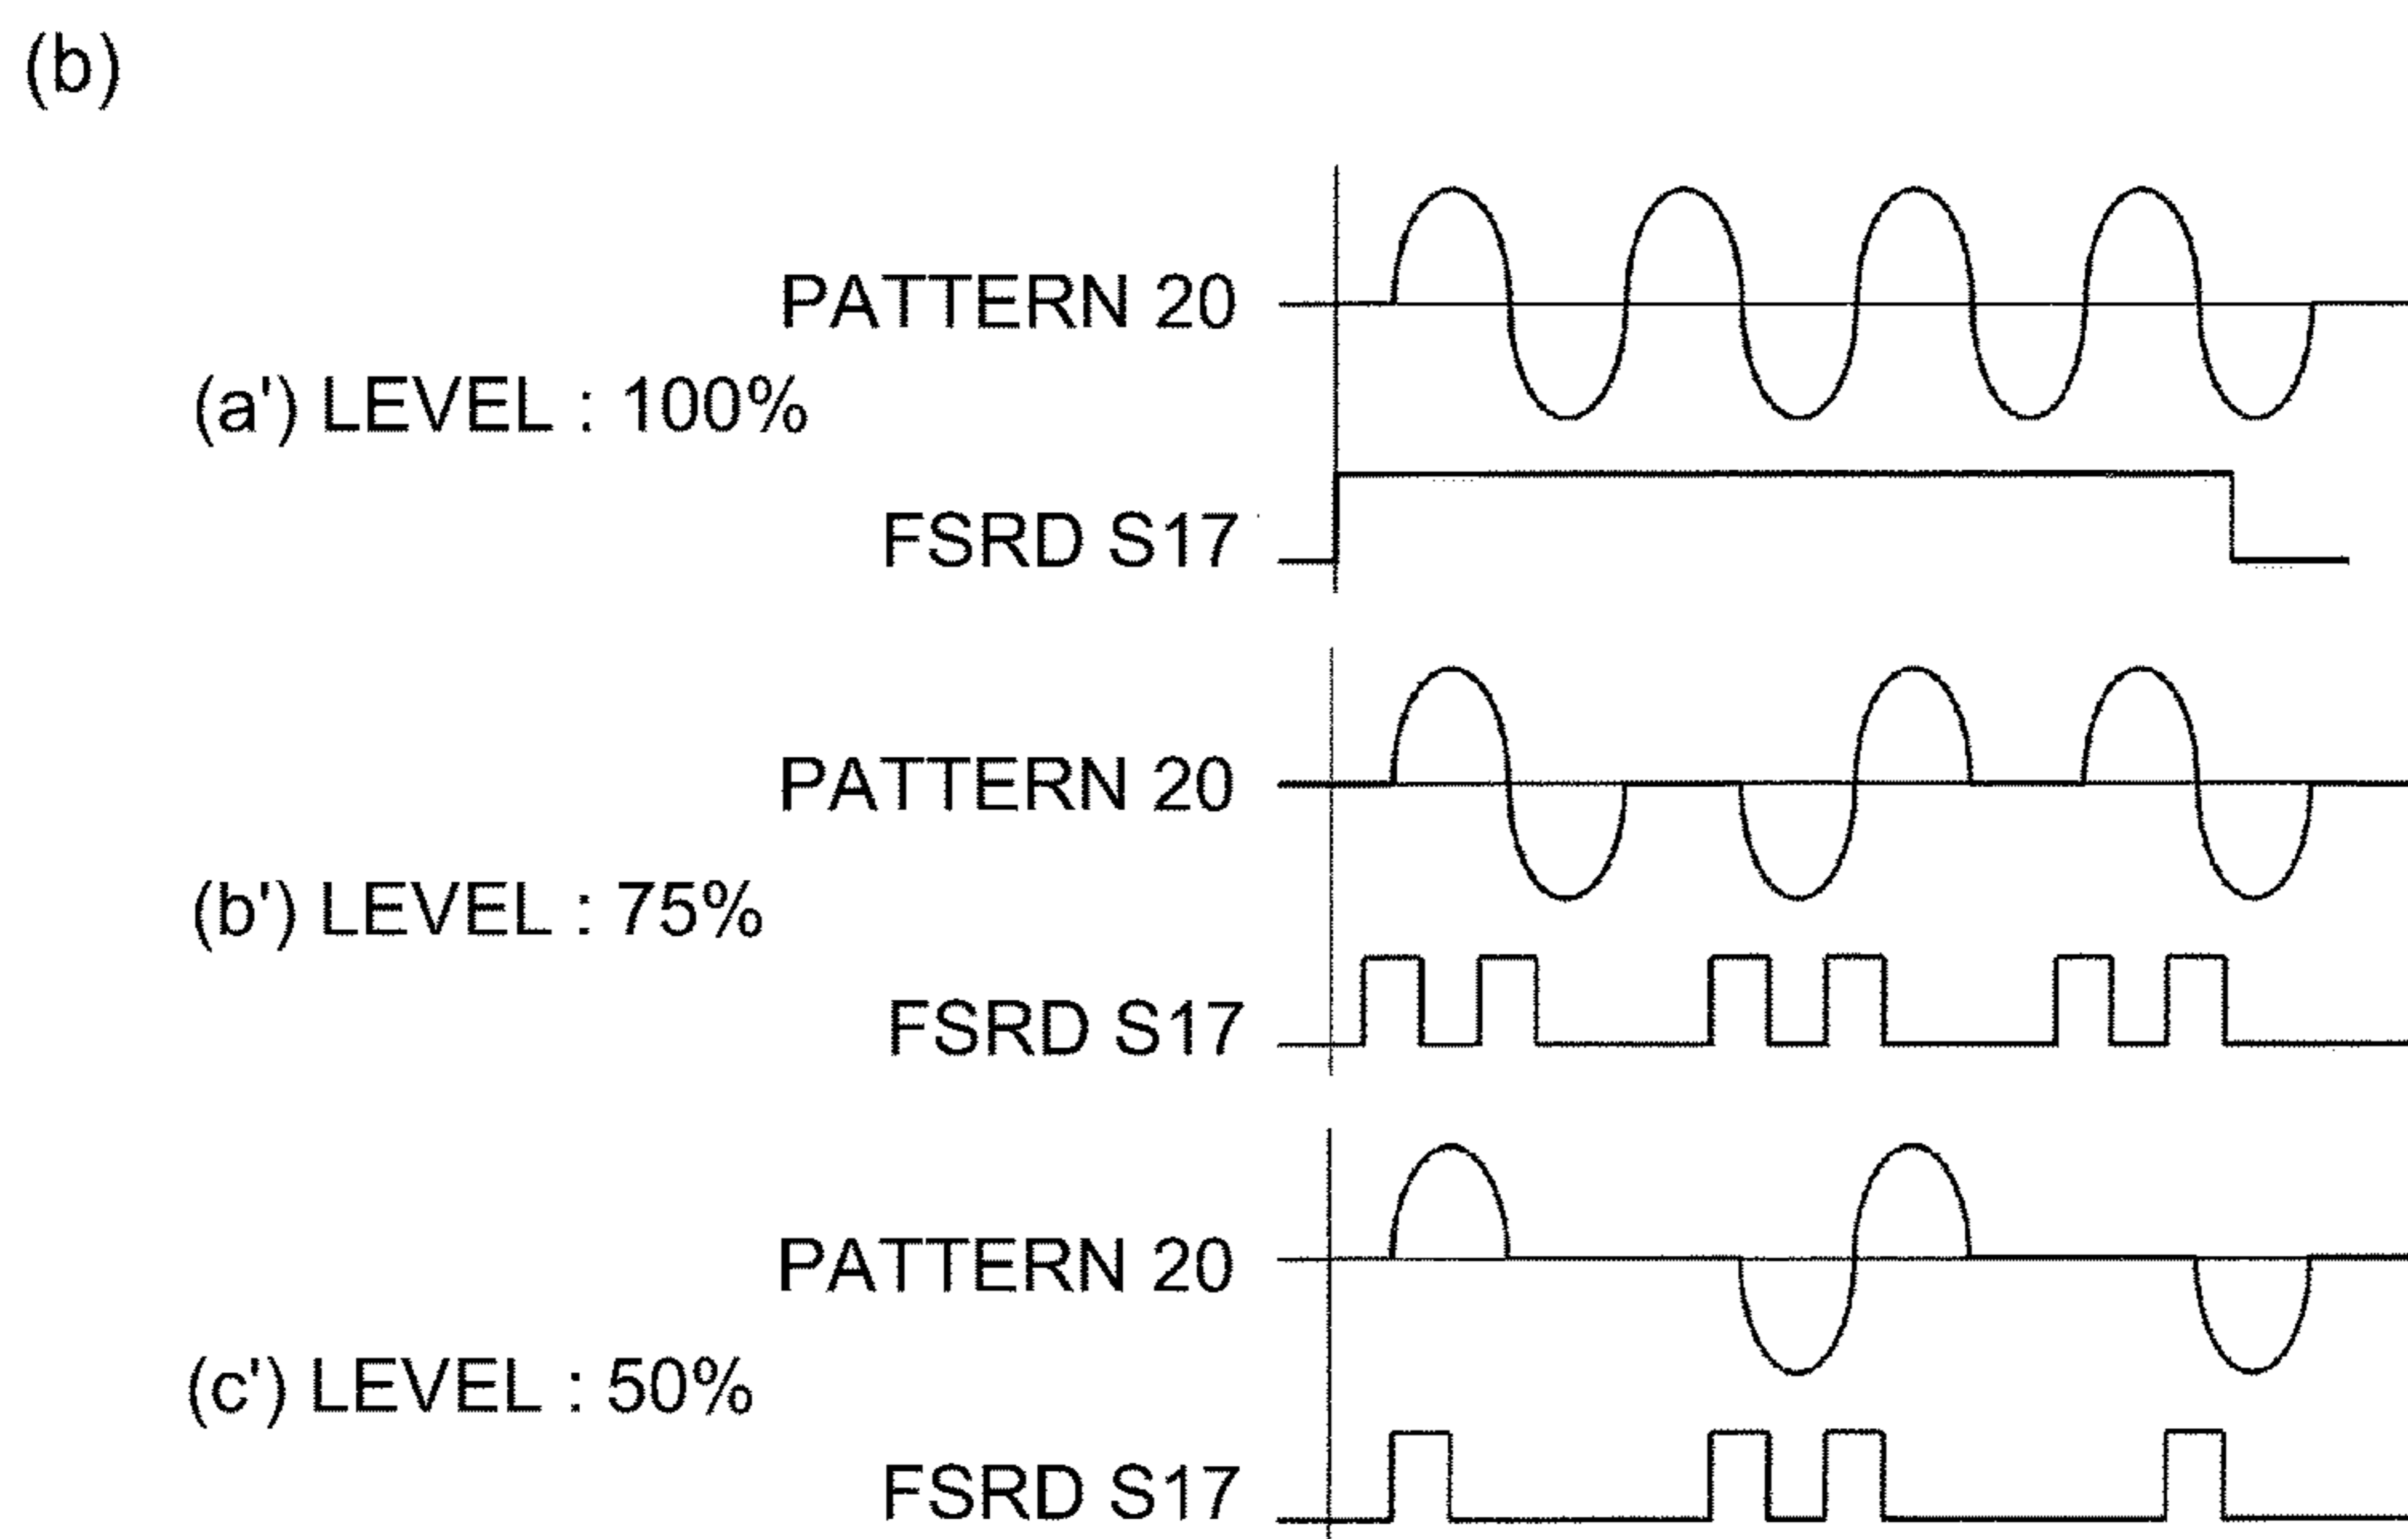 (b)
PATTERN 20
(a') LEVEL : 100%
FSRD S17
PATTERN 20
(b') LEVEL : 75%
FSRD S17
PATTERN 20
(c') LEVEL : 50%
FSRD S17